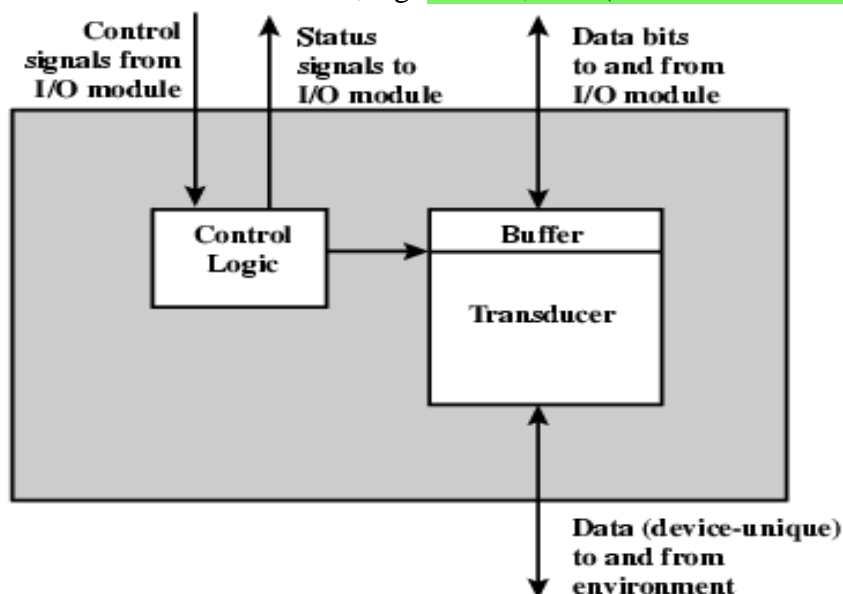 Control
signals from
I/O module
Status
signals to
I/O module
Data bits
to and from
I/O module
Control
Logic
Buffer
Transducer
Data (device-unique)
to and from
environment